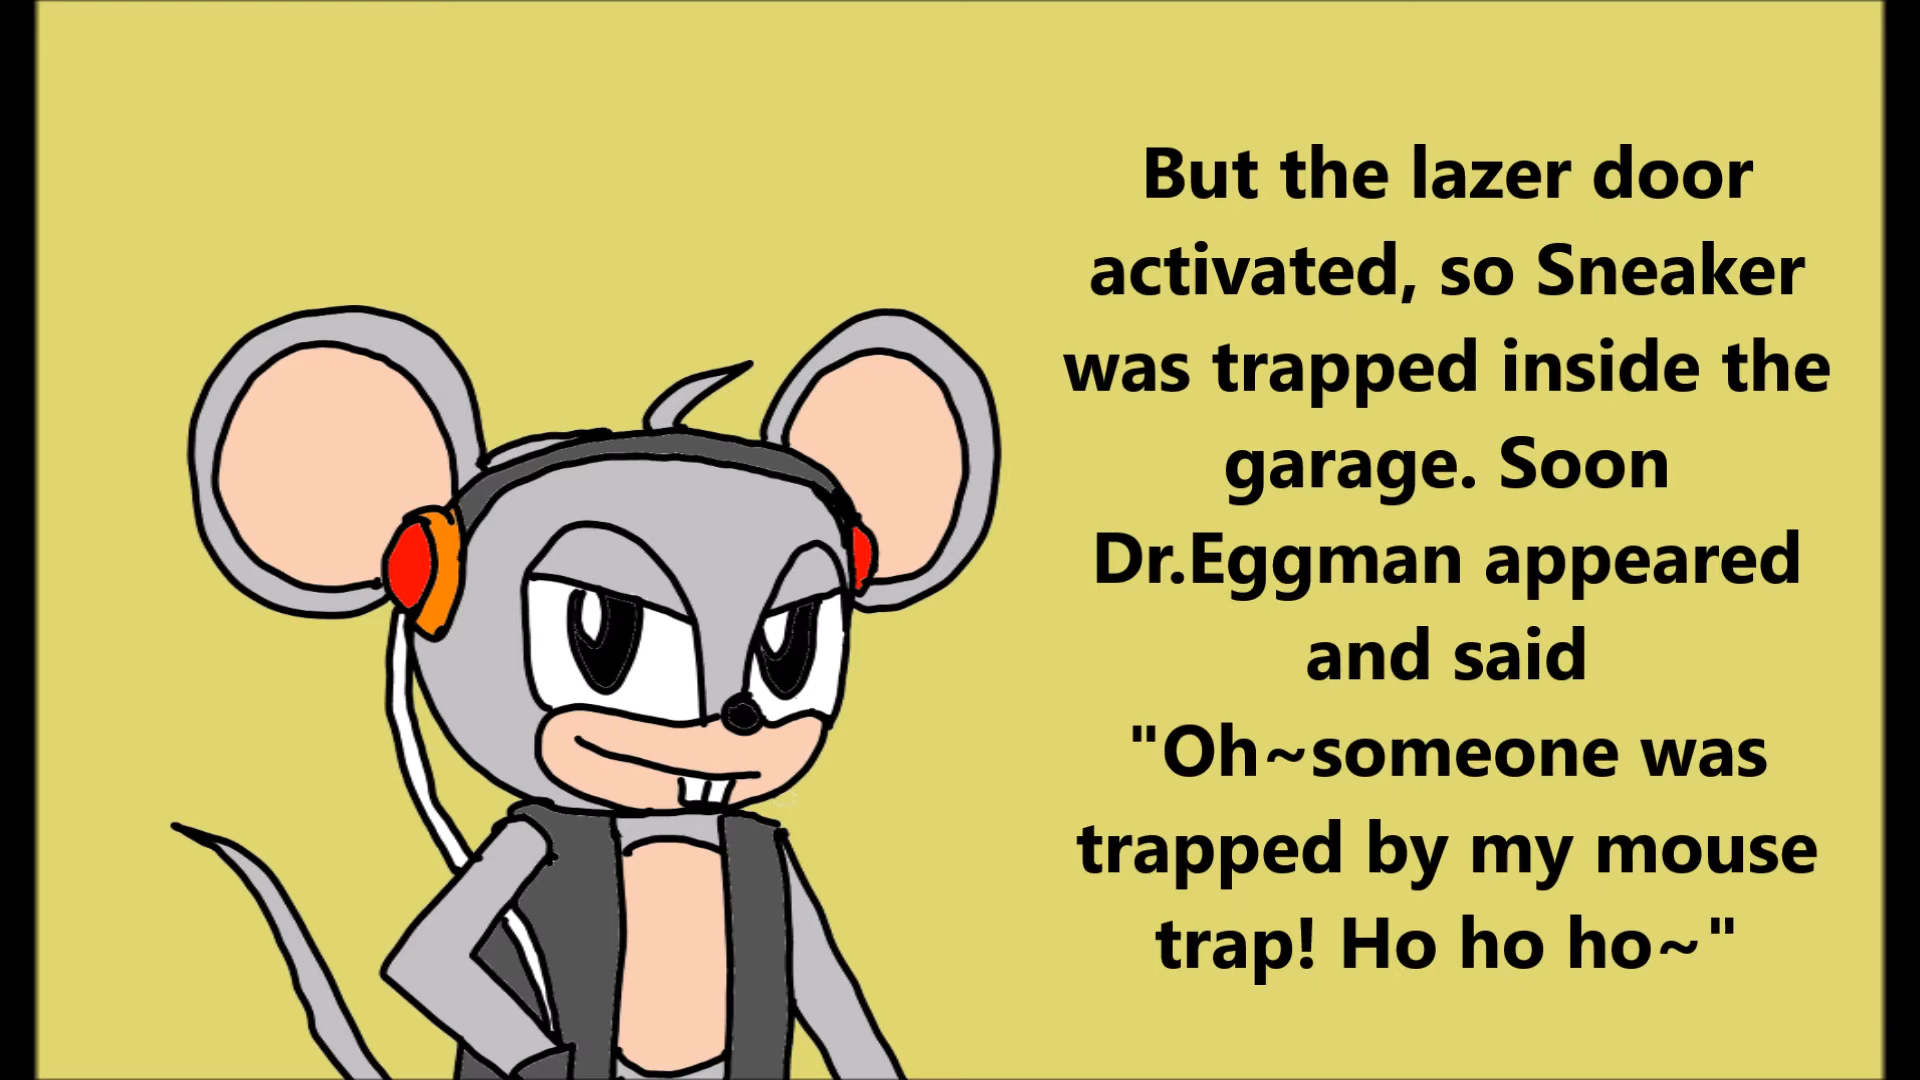 But the lazer door
activated, so Sneaker
was trapped inside the
garage. Soon
Dr.Eggman appeared
and said
"Oh~someone was
trapped by my mouse
trap! Ho ho ho~"